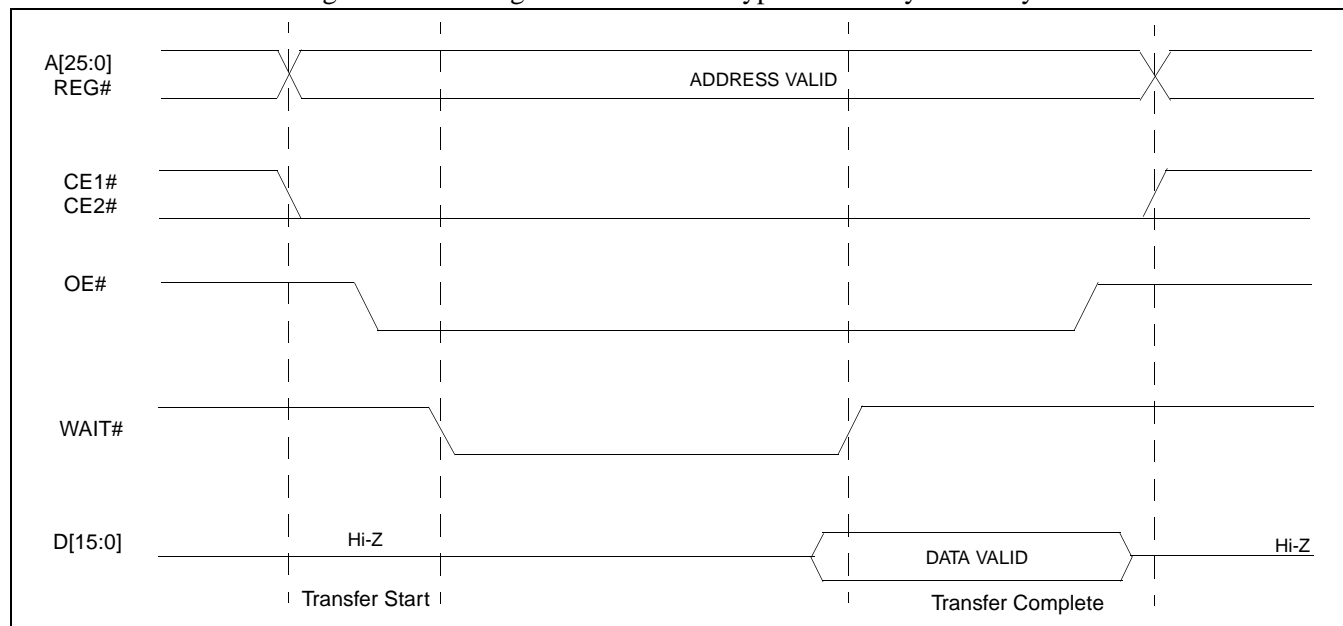 A[25:0]
REG#
ADDRESS VALID
CE1#
CE2#
OE#
WAIT#
D[15:0]
Hi-Z
DATA VALID
Hi-Z
Transfer Start
Transfer Complete